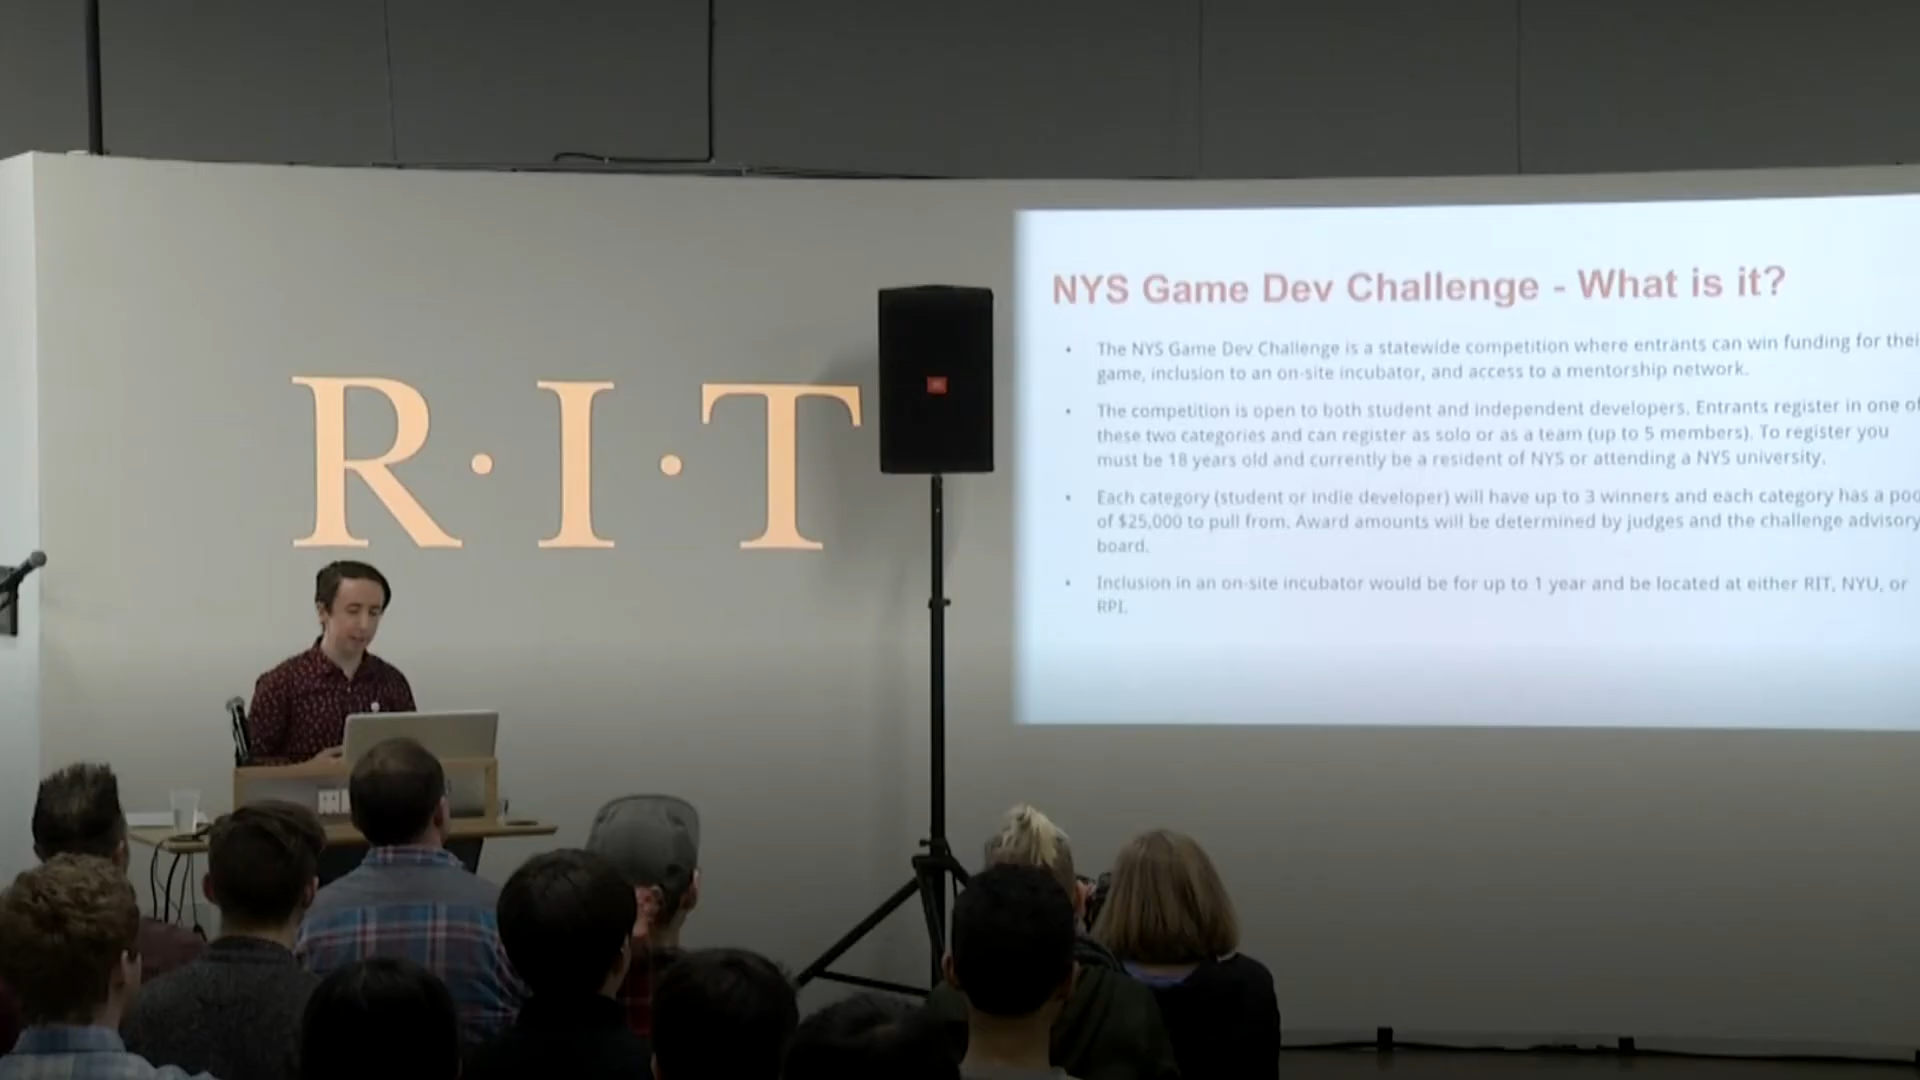 R·I·T
NYS Game Dev Challenge - What is it?
• The NYS Game Dev Challenge is a statewide competition where entrants can win funding for thei
game, inclusion to an on-site incubator, and access to a mentorship network.
• The competition is open to both student and independent developers. Entrants register in one of
these two categories and can register as solo or as a team (up to 5 members). To register you
must be 18 years old and currently be a resident of NYS or attending a NYS university.
• Each category (student or indie developer) will have up to 3 winners and each category has a poo
of $25,000 to pull from. Award amounts will be determined by judges and the challenge advisory
board.
• Inclusion in an on-site incubator would be for up to 1 year and be located at either RIT, NYU, or
RPI.